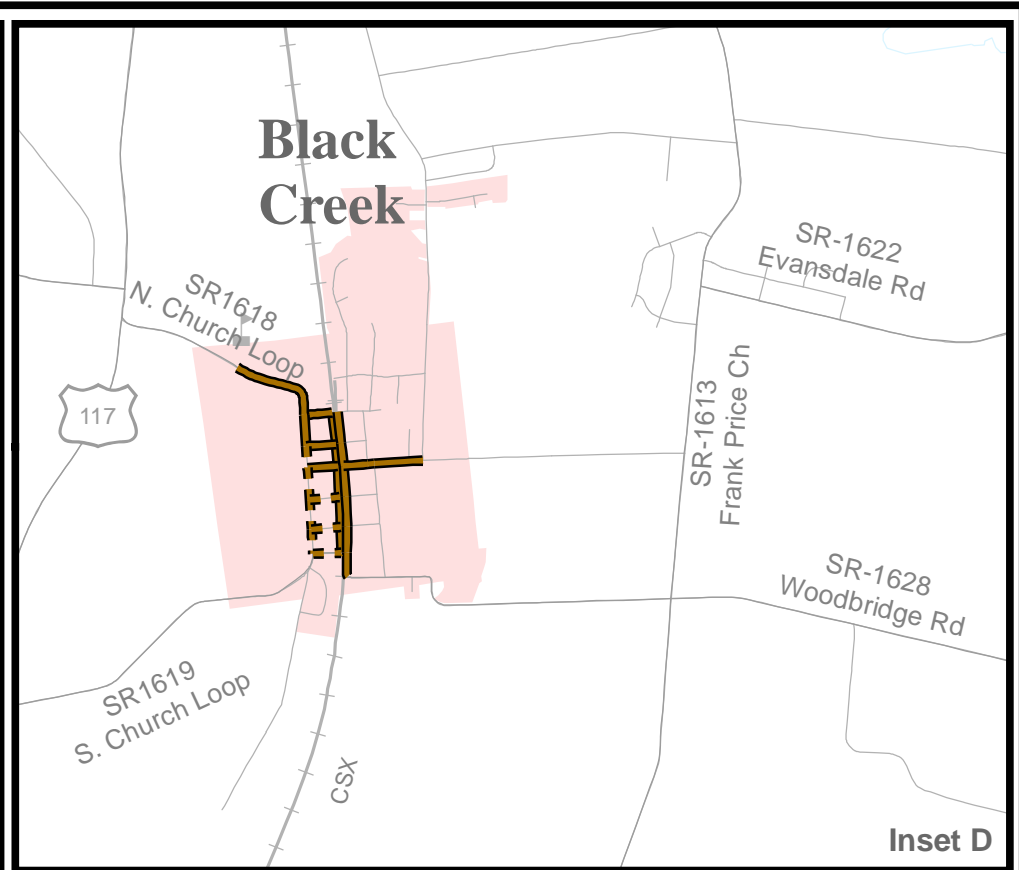 Black
Creek
SR-1622
Evansdale Rd
SR1618
N. Church Loop
117
SR-1613
Frank Price Ch
SR-1628
Woodbridge Rd
SR1619
S. Church Loop
CSX
Inset D